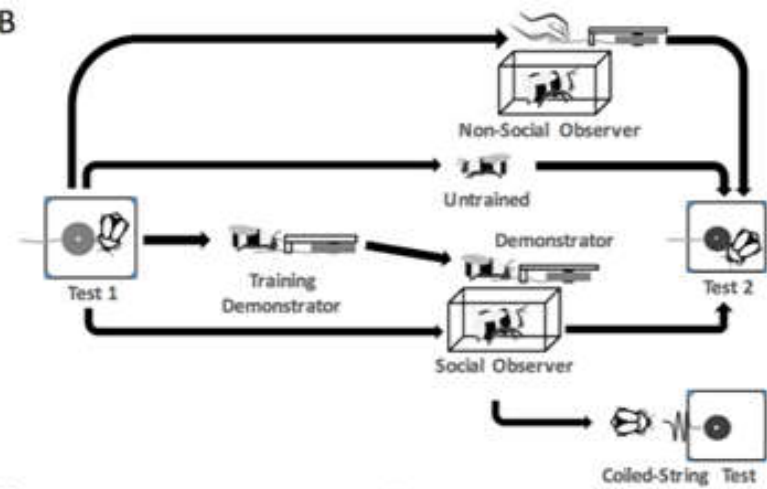 B
Non-Social Observer
Untrained
Test 1
Training
Demonstrator
Demonstrator
Social Observer
Test 2
Coiled-String Test